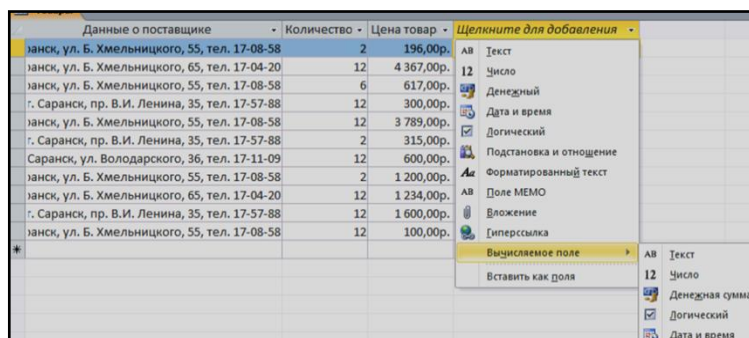 Данные о поставщике Количество Цена товар Щелкните для добавления
ранск, ул. Б. Хмельницкого, 55, тел. 17-08-58 2 196,00р.
ранск, ул. Б. Хмельницкого, 65, тел. 17-04-20 12 4 367,00р.
ранск, ул. Б. Хмельницкого, 55, тел. 17-08-58 6 617,00р.
г. Саранск, пр. В.И. Ленина, 35, тел. 17-57-88 12 300,00р.
ранск, ул. Б. Хмельницкого, 55, тел. 17-08-58 12 3 789,00р.
г. Саранск, пр. В.И. Ленина, 35, тел. 17-57-88 2 315,00р.
Саранск, ул. Володарского, 36, тел. 17-11-09 12 600,00р.
ранск, ул. Б. Хмельницкого, 55, тел. 17-08-58 2 1 200,00р.
ранск, ул. Б. Хмельницкого, 65, тел. 17-04-20 12 1 234,00р.
г. Саранск, пр. В.И. Ленина, 35, тел. 17-57-88 12 1 600,00р.
ранск, ул. Б. Хмельницкого, 55, тел. 17-08-58 12 100,00р.
AB Текст
12 Число
Денежный
Дата и время
Логический
Подстановка и отношение
Aa Форматированный текст
AB Поле МЕМО
Вложение
Гиперссылка
Вычисляемое поле
Вставить как поля
AB Текст
12 Число
Денежная сумма
Логический
Дата и время